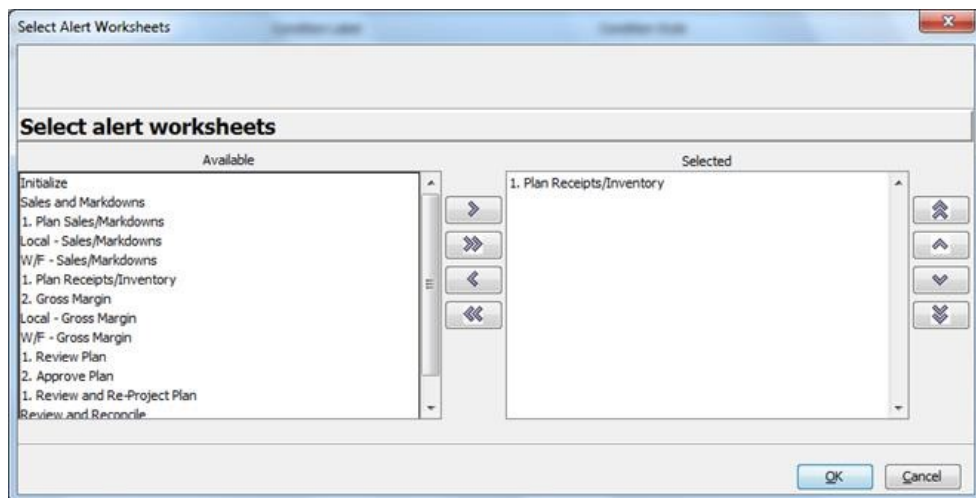 Select Alert Worksheets
Condition Label
Select alert worksheets
Available
Selected
Initialize
Sales and Markdowns
1. Plan Sales/Markdowns
Local - Sales/Markdowns
W/F - Sales/Markdowns
1. Plan Receipts/Inventory
2. Gross Margin
Local - Gross Margin
W/F - Gross Margin
1. Review Plan
2. Approve Plan
1. Review and Re-Project Plan
Review and Reconcile
1. Plan Receipts/Inventory
OK
Cancel